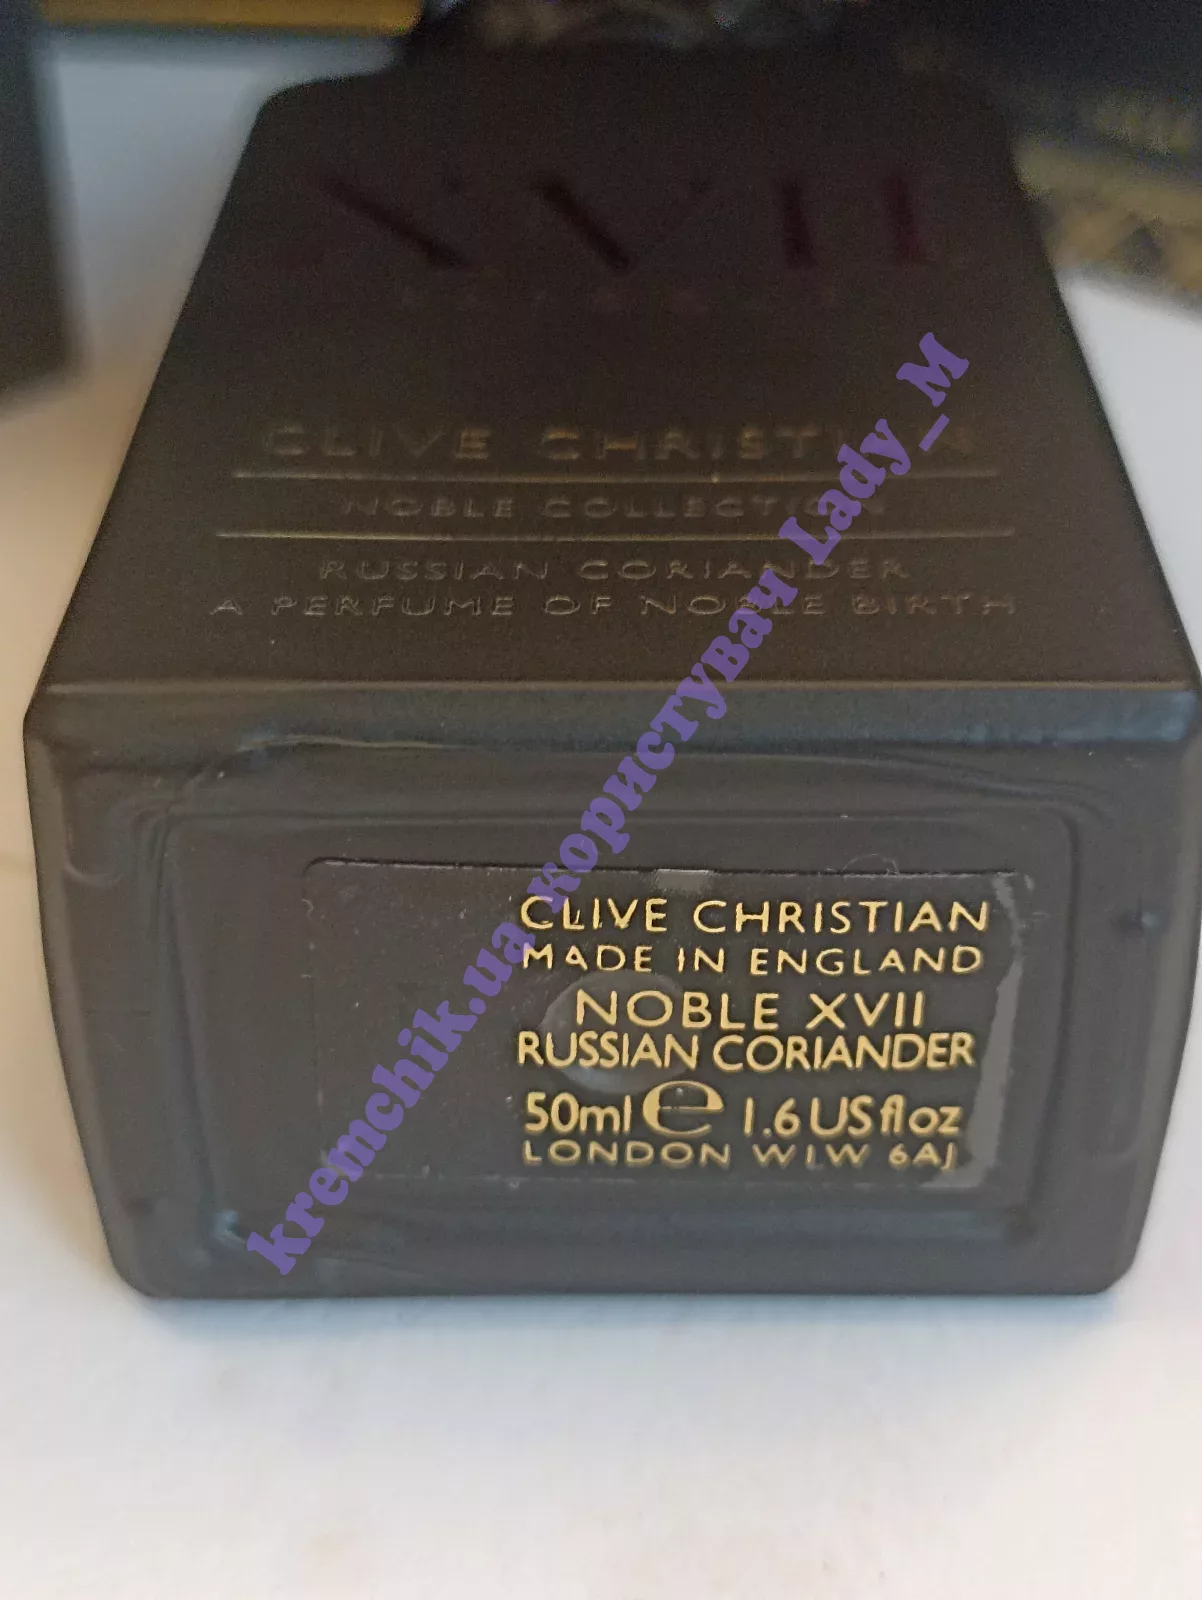 XVII
CLIVE CHRISTIAN
NOBLE COLLECTION
RUSSIAN CORIANDER
A PERFUME OF NOBLE BIRTH
CLIVE CHRISTIAN
MADE IN ENGLAND
NOBLE XVII
RUSSIAN CORIANDER
50ml e 1.6 US fl oz
LONDON W1W 6AJ
kremchik.ua користувач Lady_M